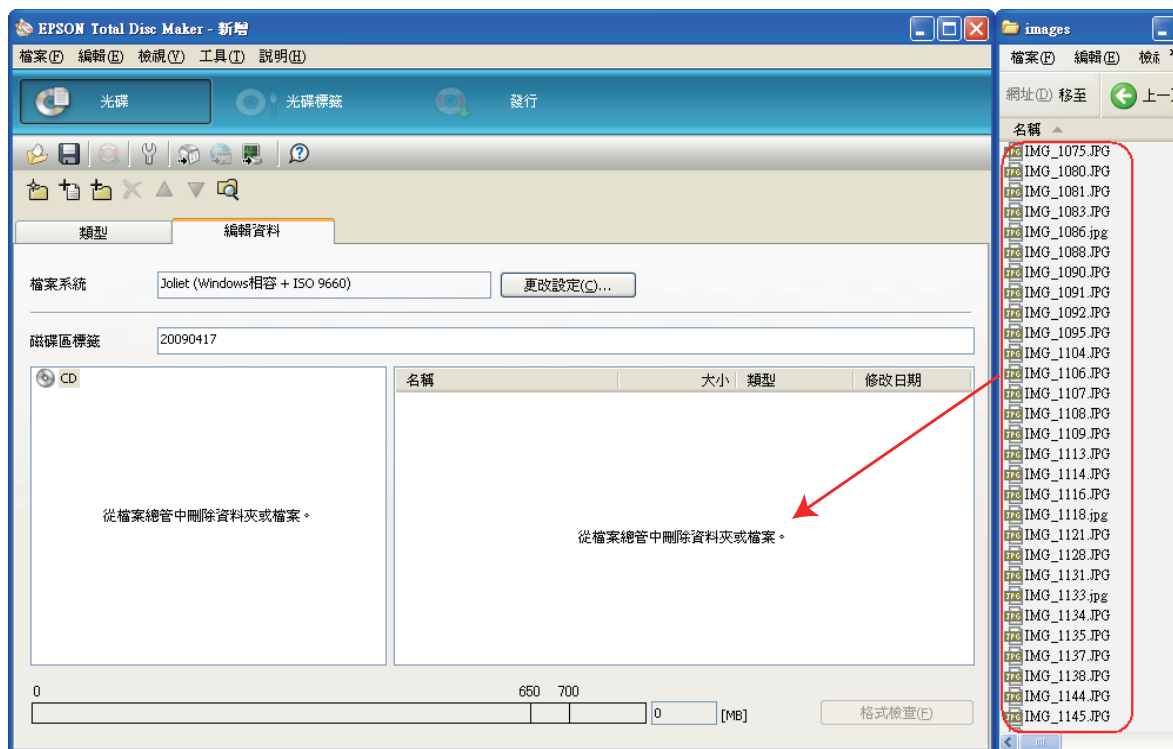 EPSON Total Disc Maker - 新增
檔案(F) 編輯(E) 檢視(V) 工具(T) 說明(H)
光碟 光碟標籤 發行
類型 編輯資料
檔案系統 Joliet (Windows相容 + ISO 9660) 更改設定(C)...
磁碟區標籤 20090417
CD
名稱 大小 類型 修改日期
從檔案總管中刪除資料夾或檔案。
從檔案總管中刪除資料夾或檔案。
0 650 700
0 [MB] 格式檢查(F)
images
檔案(F) 編輯(E)
網址(D) 移至 上一
名稱
IMG_1075.JPG
IMG_1080.JPG
IMG_1081.JPG
IMG_1083.JPG
IMG_1086.jpg
IMG_1088.JPG
IMG_1090.JPG
IMG_1091.JPG
IMG_1092.JPG
IMG_1095.JPG
IMG_1104.JPG
IMG_1106.JPG
IMG_1107.JPG
IMG_1108.JPG
IMG_1109.JPG
IMG_1113.JPG
IMG_1114.JPG
IMG_1116.JPG
IMG_1118.jpg
IMG_1121.JPG
IMG_1128.JPG
IMG_1131.JPG
IMG_1133.jpg
IMG_1134.JPG
IMG_1135.JPG
IMG_1137.JPG
IMG_1138.JPG
IMG_1144.JPG
IMG_1145.JPG